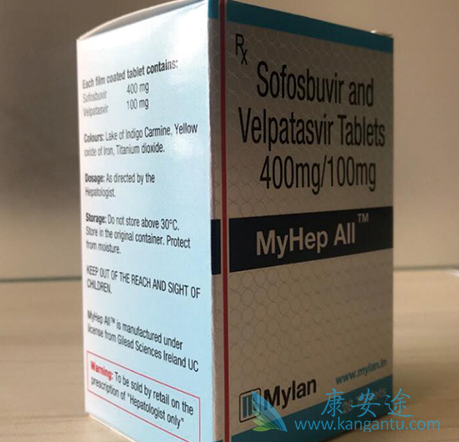 Each film coated tablet contains:
Sofosbuvir 400 mg
Velpatasvir 100 mg
Colours: Lake of Indigo Carmine, Yellow
oxide of Iron, Titanium dioxide.
Dosage: As directed by the
Hepatologist.
Storage: Do not store above 30°C.
Store in the original container. Protect
from moisture.
KEEP OUT OF THE REACH AND SIGHT OF
CHILDREN.
MyHep All™ is manufactured under
license from Gilead Sciences Ireland UC
Warning: To be sold by retail on the
prescription of "Hepatologist only"
Rx
Sofosbuvir and
Velpatasvir Tablets
400mg/100mg
MyHep All™
Mylan
www.mylan.in
康安途
www.kangantu.com